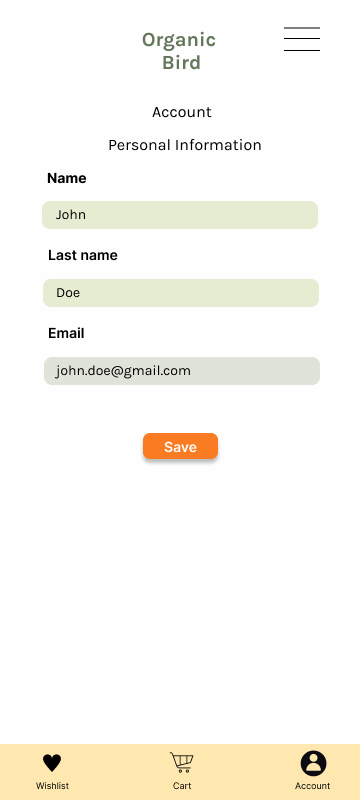 Organic
Bird
Account
Personal Information
Name
John
Last name
Doe
Email
john.doe@gmail.com
Save
Wishlist
Cart
Account